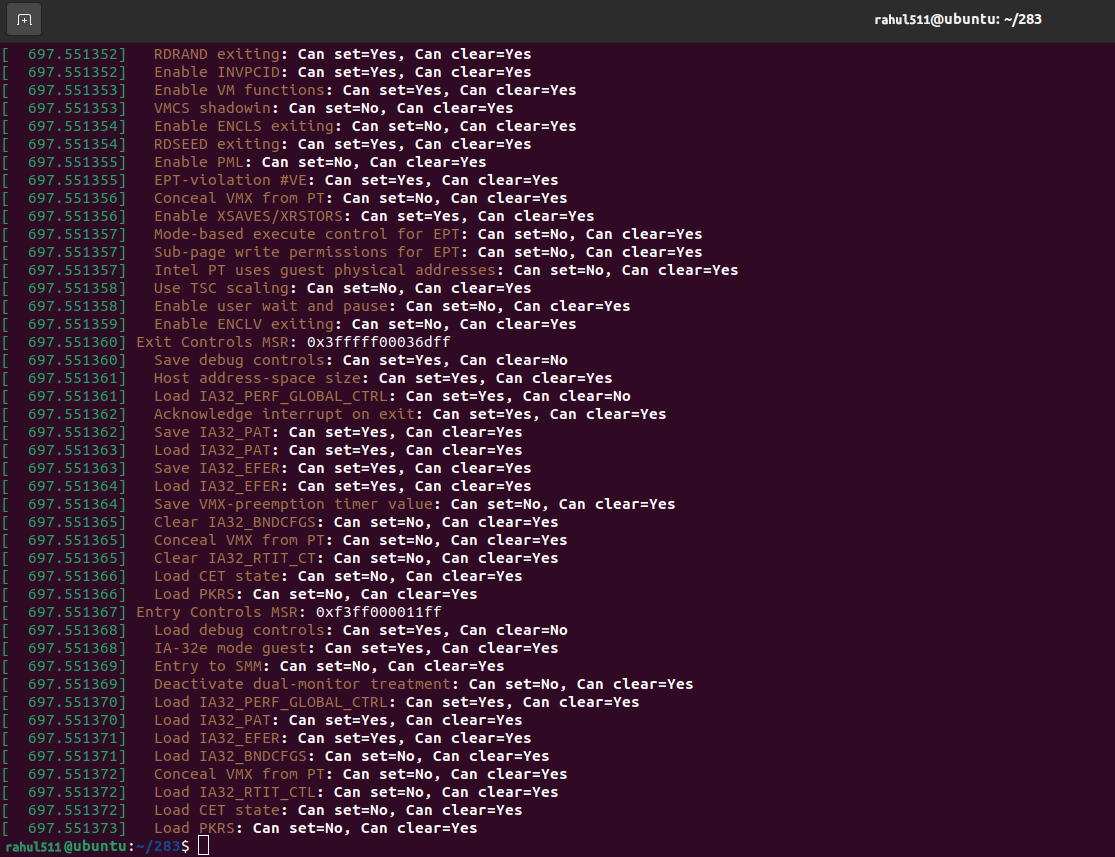 rahul511@ubuntu: ~/283
[  697.551352]   RDRAND exiting: Can set=Yes, Can clear=Yes
[  697.551352]   Enable INVPCID: Can set=Yes, Can clear=Yes
[  697.551353]   Enable VM functions: Can set=Yes, Can clear=Yes
[  697.551353]   VMCS shadowin: Can set=No, Can clear=Yes
[  697.551354]   Enable ENCLS exiting: Can set=No, Can clear=Yes
[  697.551354]   RDSEED exiting: Can set=Yes, Can clear=Yes
[  697.551355]   Enable PML: Can set=No, Can clear=Yes
[  697.551355]   EPT-violation #VE: Can set=Yes, Can clear=Yes
[  697.551356]   Conceal VMX from PT: Can set=No, Can clear=Yes
[  697.551356]   Enable XSAVES/XRSTORS: Can set=Yes, Can clear=Yes
[  697.551357]   Mode-based execute control for EPT: Can set=No, Can clear=Yes
[  697.551357]   Sub-page write permissions for EPT: Can set=No, Can clear=Yes
[  697.551357]   Intel PT uses guest physical addresses: Can set=No, Can clear=Yes
[  697.551358]   Use TSC scaling: Can set=No, Can clear=Yes
[  697.551358]   Enable user wait and pause: Can set=No, Can clear=Yes
[  697.551359]   Enable ENCLV exiting: Can set=No, Can clear=Yes
[  697.551360] Exit Controls MSR: 0x3fffff00036dff
[  697.551360]   Save debug controls: Can set=Yes, Can clear=No
[  697.551361]   Host address-space size: Can set=Yes, Can clear=Yes
[  697.551361]   Load IA32_PERF_GLOBAL_CTRL: Can set=Yes, Can clear=No
[  697.551362]   Acknowledge interrupt on exit: Can set=Yes, Can clear=Yes
[  697.551362]   Save IA32_PAT: Can set=Yes, Can clear=Yes
[  697.551363]   Load IA32_PAT: Can set=Yes, Can clear=Yes
[  697.551363]   Save IA32_EFER: Can set=Yes, Can clear=Yes
[  697.551364]   Load IA32_EFER: Can set=Yes, Can clear=Yes
[  697.551364]   Save VMX-preemption timer value: Can set=No, Can clear=Yes
[  697.551365]   Clear IA32_BNDCFGS: Can set=No, Can clear=Yes
[  697.551365]   Conceal VMX from PT: Can set=No, Can clear=Yes
[  697.551365]   Clear IA32_RTIT_CT: Can set=No, Can clear=Yes
[  697.551366]   Load CET state: Can set=No, Can clear=Yes
[  697.551366]   Load PKRS: Can set=No, Can clear=Yes
[  697.551367] Entry Controls MSR: 0xf3ff000011ff
[  697.551368]   Load debug controls: Can set=Yes, Can clear=No
[  697.551368]   IA-32e mode guest: Can set=Yes, Can clear=Yes
[  697.551369]   Entry to SMM: Can set=No, Can clear=Yes
[  697.551369]   Deactivate dual-monitor treatment: Can set=No, Can clear=Yes
[  697.551370]   Load IA32_PERF_GLOBAL_CTRL: Can set=Yes, Can clear=Yes
[  697.551370]   Load IA32_PAT: Can set=Yes, Can clear=Yes
[  697.551371]   Load IA32_EFER: Can set=Yes, Can clear=Yes
[  697.551371]   Load IA32_BNDCFGS: Can set=No, Can clear=Yes
[  697.551372]   Conceal VMX from PT: Can set=No, Can clear=Yes
[  697.551372]   Load IA32_RTIT_CTL: Can set=No, Can clear=Yes
[  697.551372]   Load CET state: Can set=No, Can clear=Yes
[  697.551373]   Load PKRS: Can set=No, Can clear=Yes
rahul511@ubuntu:~/283$